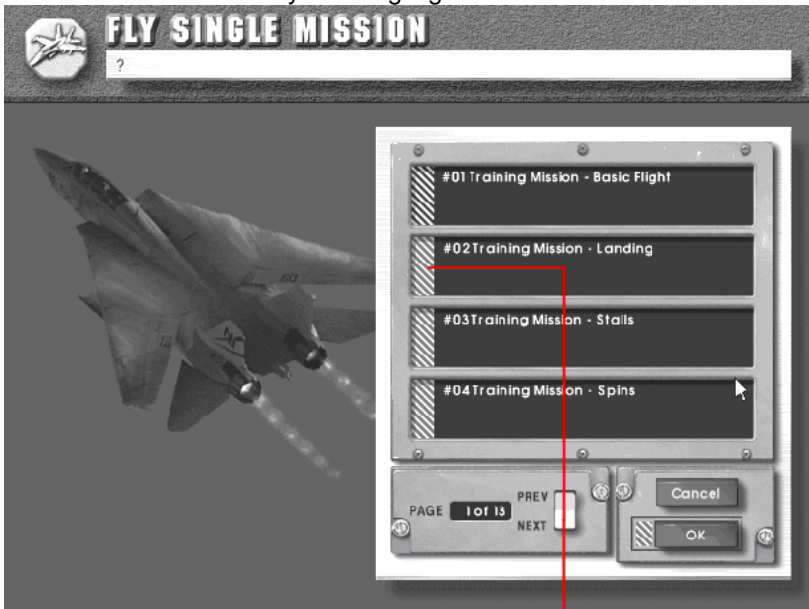 FLY SINGLE MISSION
?
#01 Training Mission - Basic Flight
#02 Training Mission - Landing
#03 Training Mission - Stalls
#04 Training Mission - Spins
PAGE 1 of 13 PREV
NEXT
Cancel
OK